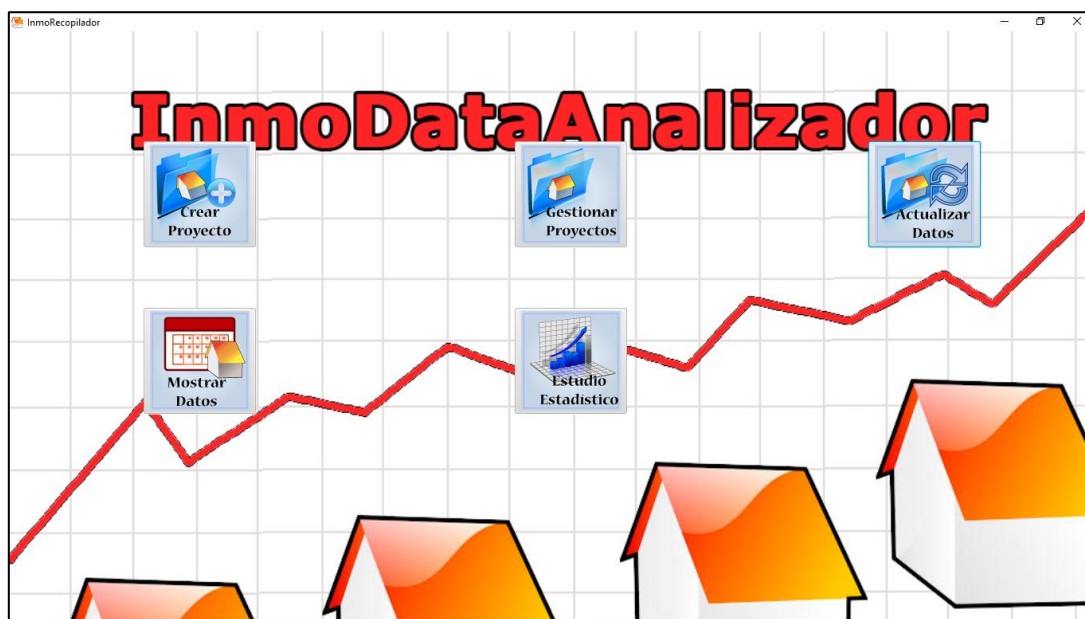 InmoRecopilador
InmoDataAnalizador
Crear
Proyecto
Gestionar
Proyectos
Actualizar
Datos
Mostrar
Datos
Estudio
Estadístico